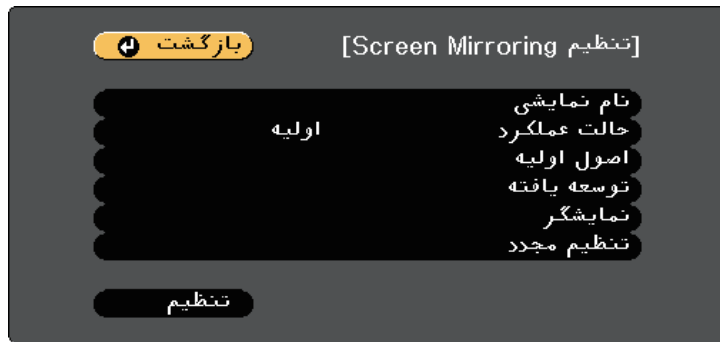 [تنظیم Screen Mirroring]
بازگشت
نام نمایشی
حالت عملکرد اولیه
اصول اولیه
توسعه یافته
نمایشگر
تنظیم مجدد
تنظیم